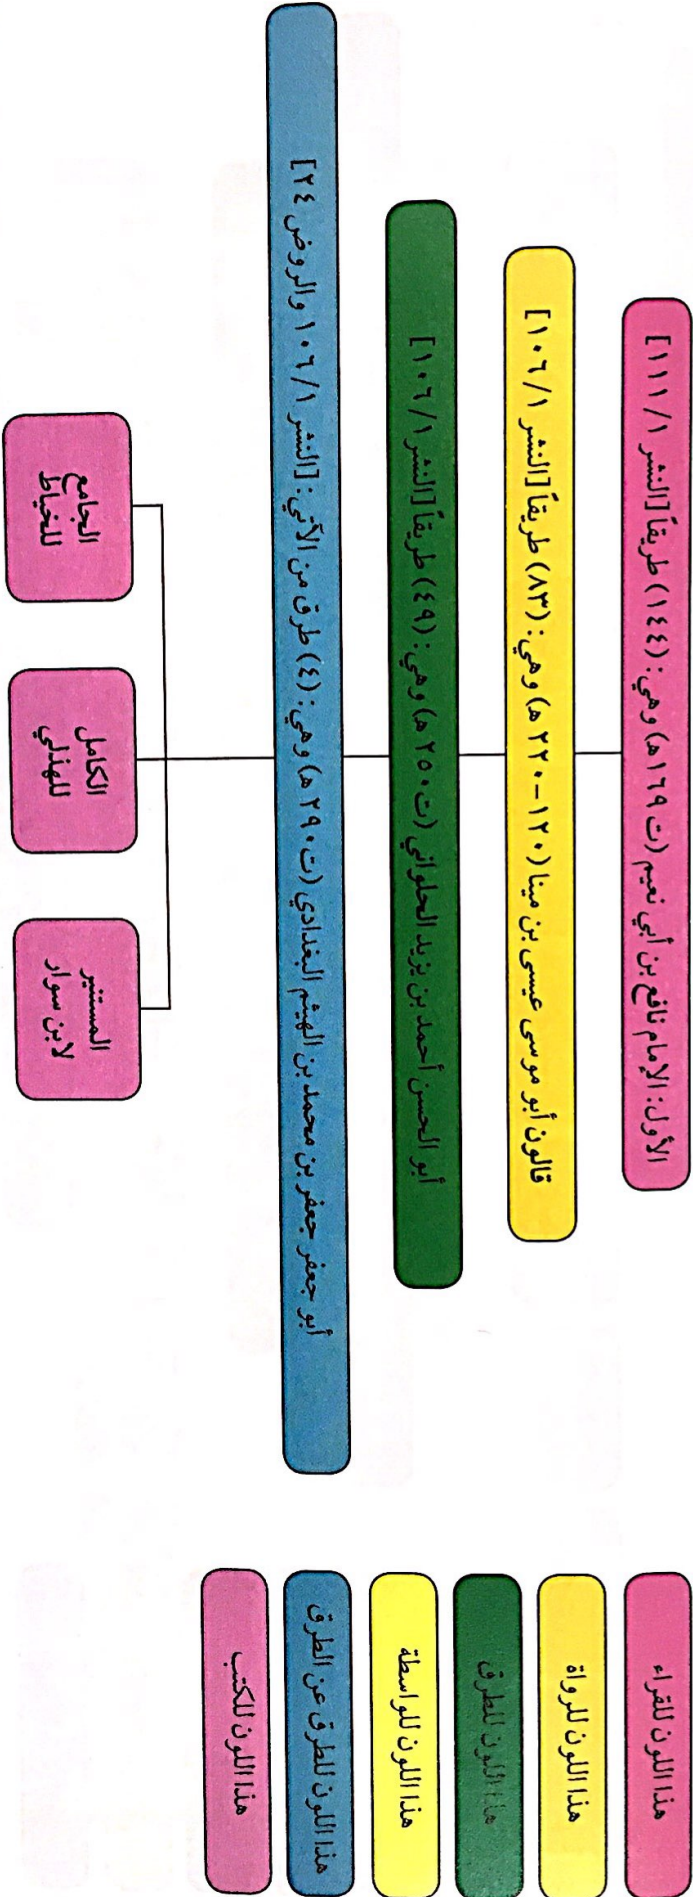 الأول: الإمام نافع بن أبي نعيم (ت ١٦٩ هـ) وهي: (١٤٤) طريقاً [النشر ١/ ١١١]
قالون أبو موسى عيسى بن مينا (١٢٠-٢٢٠ هـ) وهي: (٨٣) طريقاً [النشر ١/ ١٠٦]
أبو الحسن أحمد بن يزيد الحلواني (ت ٢٥٠ هـ) وهي: (٤٩) طريقاً [النشر ١/ ١٠٦]
أبو جعفر جعفر بن محمد بن الهيثم البغدادي (ت ٢٩٠ هـ) وهي: (٤) طرق من الآتي: [النشر ١/ ١٠٦ والروض ٢٤]
المستنير
لابن سوار
الكامل
للهذلي
الجامع
للخياط
هذا اللون للقراء
هذا اللون للرواة
هذا اللون للطرق
هذا اللون للواسطة
هذا اللون للطرق عن الطرق
هذا اللون للكتب